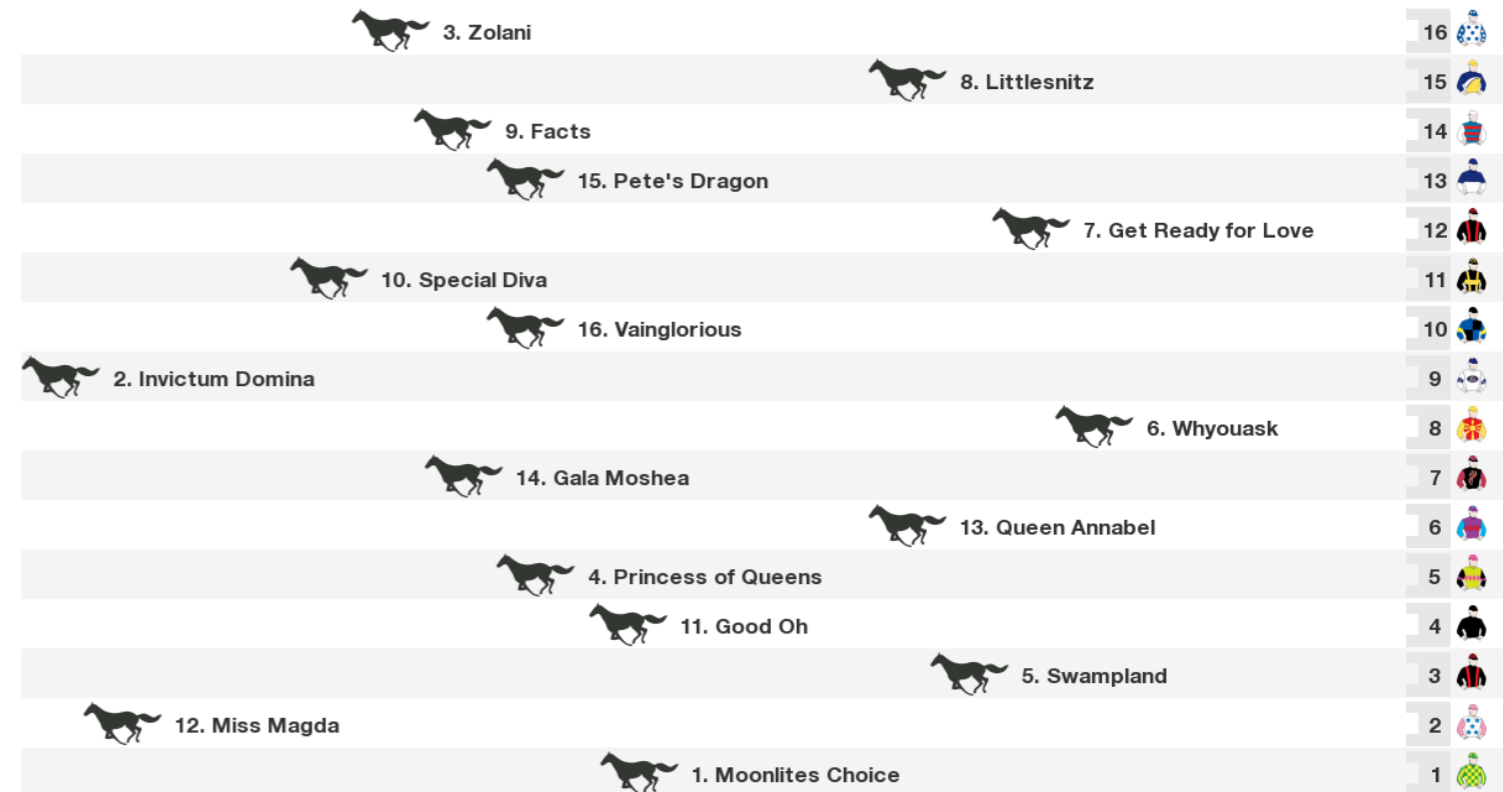 3. Zolani 16
8. Littlesnitz 15
9. Facts 14
15. Pete's Dragon 13
7. Get Ready for Love 12
10. Special Diva 11
16. Vainglorious 10
2. Invictum Domina 9
6. Whyouask 8
14. Gala Moshea 7
13. Queen Annabel 6
4. Princess of Queens 5
11. Good Oh 4
5. Swampland 3
12. Miss Magda 2
1. Moonlites Choice 1